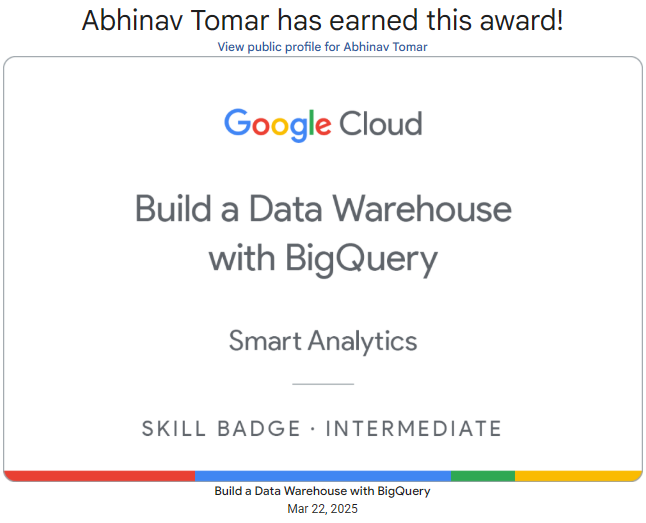 Abhinav Tomar has earned this award!
View public profile for Abhinav Tomar
Google Cloud
Build a Data Warehouse
with BigQuery
Smart Analytics
SKILL BADGE · INTERMEDIATE
Build a Data Warehouse with BigQuery
Mar 22, 2025